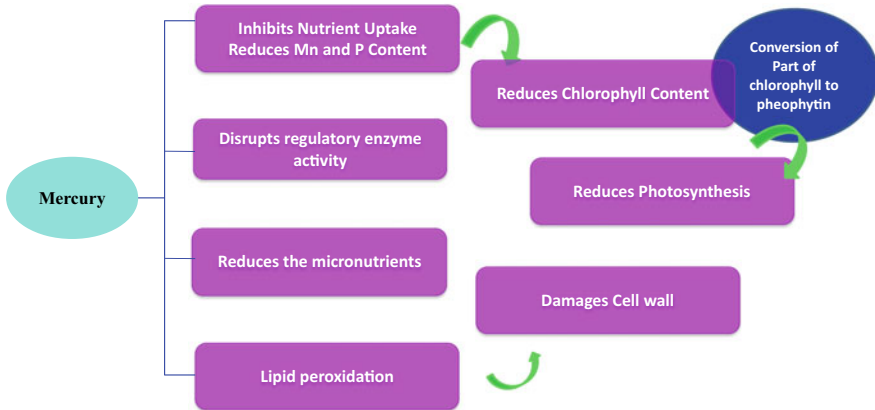 Inhibits Nutrient Uptake
Reduces Mn and P Content
Conversion of
Part of
chlorophyll to
pheophytin
Reduces Chlorophyll Content
Disrupts regulatory enzyme
activity
Mercury
Reduces Photosynthesis
Reduces the micronutrients
Damages Cell wall
Lipid peroxidation